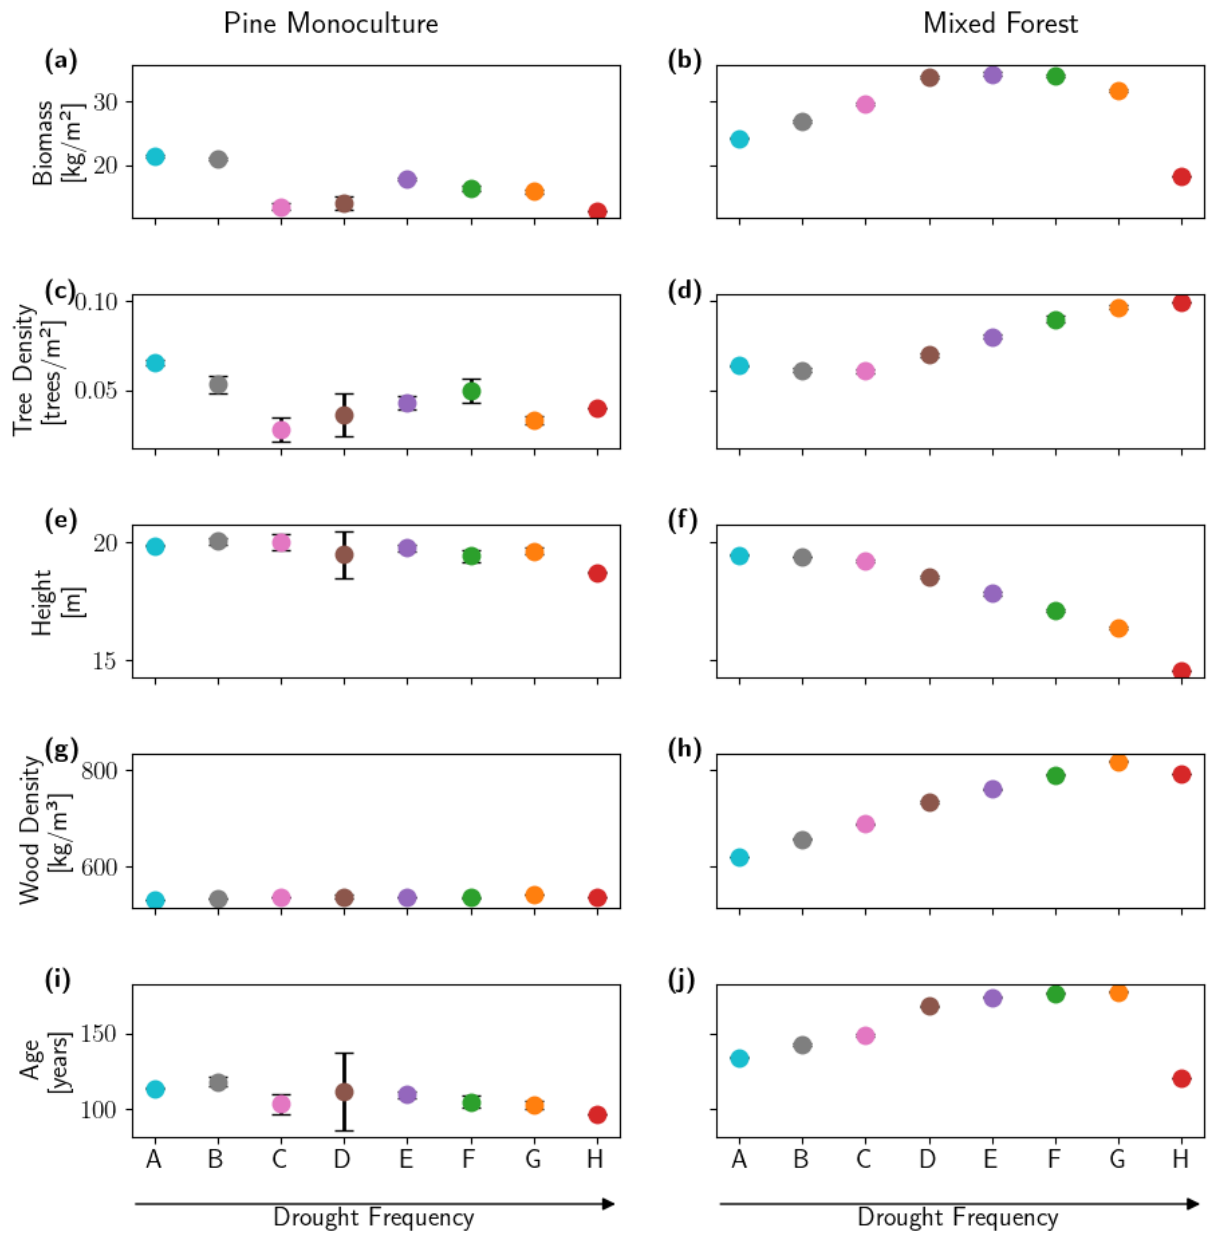 Pine Monoculture
Mixed Forest
(a)
Biomass
[kg/m²]
30
20
(b)
(c)
Tree Density
[trees/m²]
0.10
0.05
(d)
(e)
Height
[m]
20
15
(f)
(g)
Wood Density
[kg/m³]
800
600
(h)
(i)
Age
[years]
150
100
(j)
A B C D E F G H
A B C D E F G H
Drought Frequency
Drought Frequency